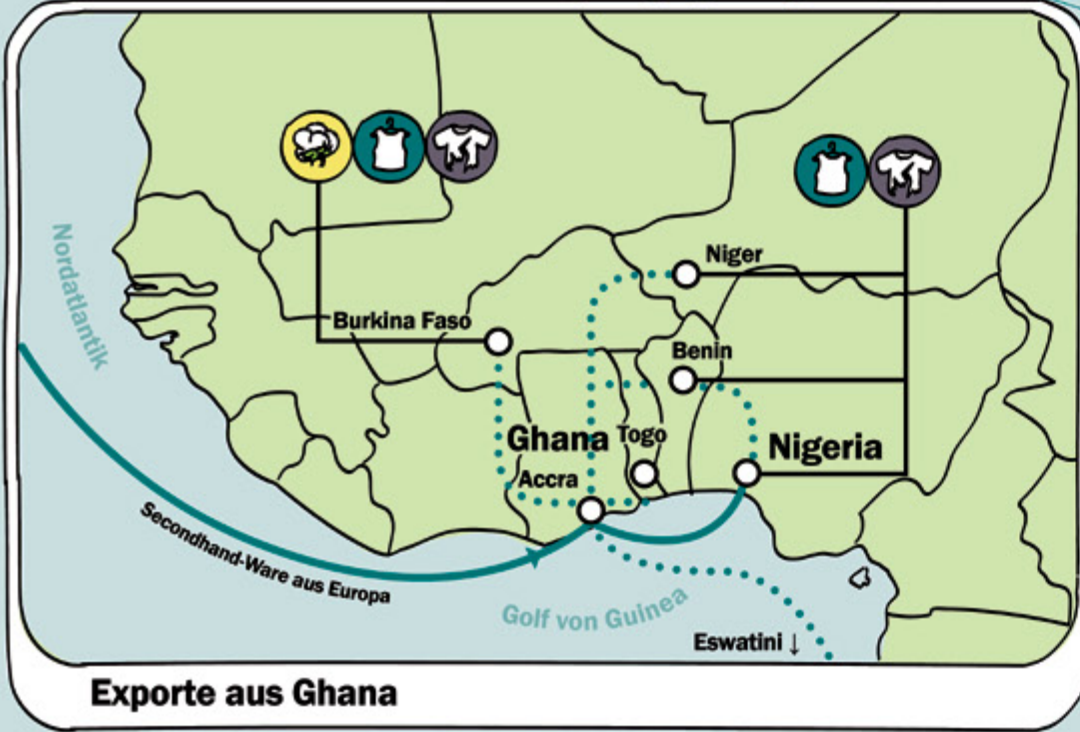 Nordatlantik
Niger
Burkina Faso
Benin
Ghana
Togo
Nigeria
Accra
Secondhand-Ware aus Europa
Golf von Guinea
Eswatini ↓
Exporte aus Ghana